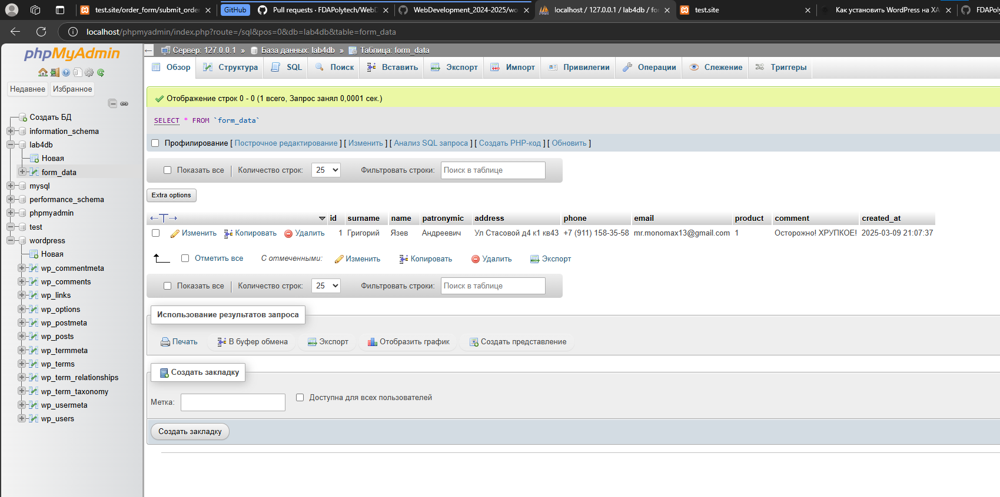 test.site/order_form/submit_order
GitHub
Pull requests · FDAPolytech/WebD
WebDevelopment_2024-2025/wo
localhost / 127.0.0.1 / lab4db / fo
test.site
Как установить WordPress на XA
FDAPoly
localhost/phpmyadmin/index.php?route=/sql&pos=0&db=lab4db&table=form_data
phpMyAdmin
Недавнее Избранное
Создать БД
information_schema
lab4db
Новая
form_data
mysql
performance_schema
phpmyadmin
test
wordpress
Новая
wp_commentmeta
wp_comments
wp_links
wp_options
wp_postmeta
wp_posts
wp_termmeta
wp_terms
wp_term_relationships
wp_term_taxonomy
wp_usermeta
wp_users
Сервер: 127.0.0.1 » База данных: lab4db » Таблица: form_data
Обзор Структура SQL Поиск Вставить Экспорт Импорт Привилегии Операции Слежение Триггеры
Отображение строк 0 - 0 (1 всего, Запрос занял 0,0001 сек.)
SELECT * FROM `form_data`
Профилирование [ Построчное редактирование ] [ Изменить ] [ Анализ SQL запроса ] [ Создать PHP-код ] [ Обновить ]
Показать все | Количество строк: 25 Фильтровать строки: Поиск в таблице
Extra options
←T→ id surname name patronymic address phone email product comment created_at
Изменить Копировать Удалить 1 Григорий Язев Андреевич Ул Стасовой д4 к1 кв43 +7 (911) 158-35-58 mr.monomax13@gmail.com 1 Осторожно! ХРУПКОЕ! 2025-03-09 21:07:37
Отметить все С отмеченными: Изменить Копировать Удалить Экспорт
Показать все | Количество строк: 25 Фильтровать строки: Поиск в таблице
Использование результатов запроса
Печать В буфер обмена Экспорт Отобразить график Создать представление
Создать закладку
Метка: Доступна для всех пользователей
Создать закладку